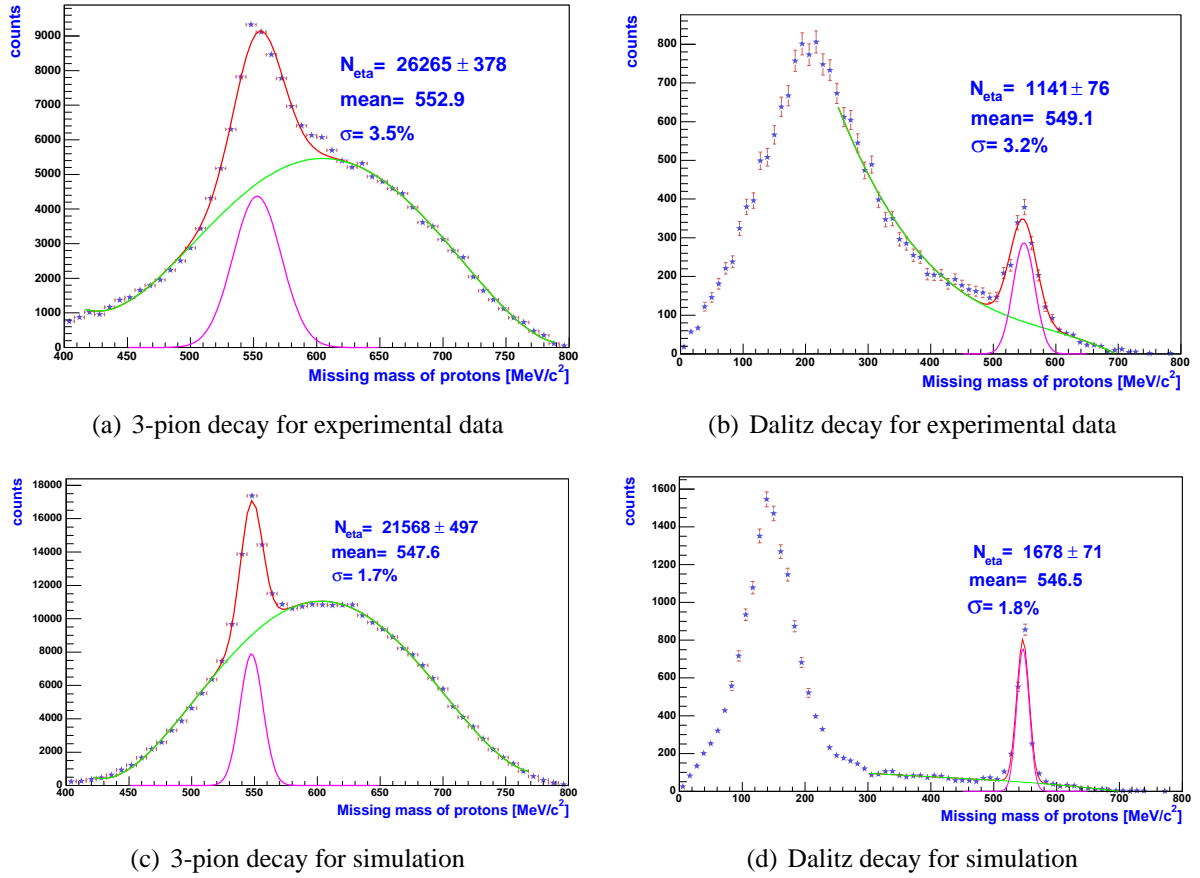 counts
9000
8000
7000
6000
5000
4000
3000
2000
1000
0
N_eta= 26265 ± 378
mean= 552.9
σ= 3.5%
400 450 500 550 600 650 700 750 800
Missing mass of protons [MeV/c²]
(a) 3-pion decay for experimental data
counts
800
700
600
500
400
300
200
100
0
N_eta= 1141 ± 76
mean= 549.1
σ= 3.2%
0 100 200 300 400 500 600 700 800
Missing mass of protons [MeV/c²]
(b) Dalitz decay for experimental data
counts
18000
16000
14000
12000
10000
8000
6000
4000
2000
0
N_eta= 21568 ± 497
mean= 547.6
σ= 1.7%
400 450 500 550 600 650 700 750 800
Missing mass of protons [MeV/c²]
(c) 3-pion decay for simulation
counts
1600
1400
1200
1000
800
600
400
200
0
N_eta= 1678 ± 71
mean= 546.5
σ= 1.8%
0 100 200 300 400 500 600 700 800
Missing mass of protons [MeV/c²]
(d) Dalitz decay for simulation